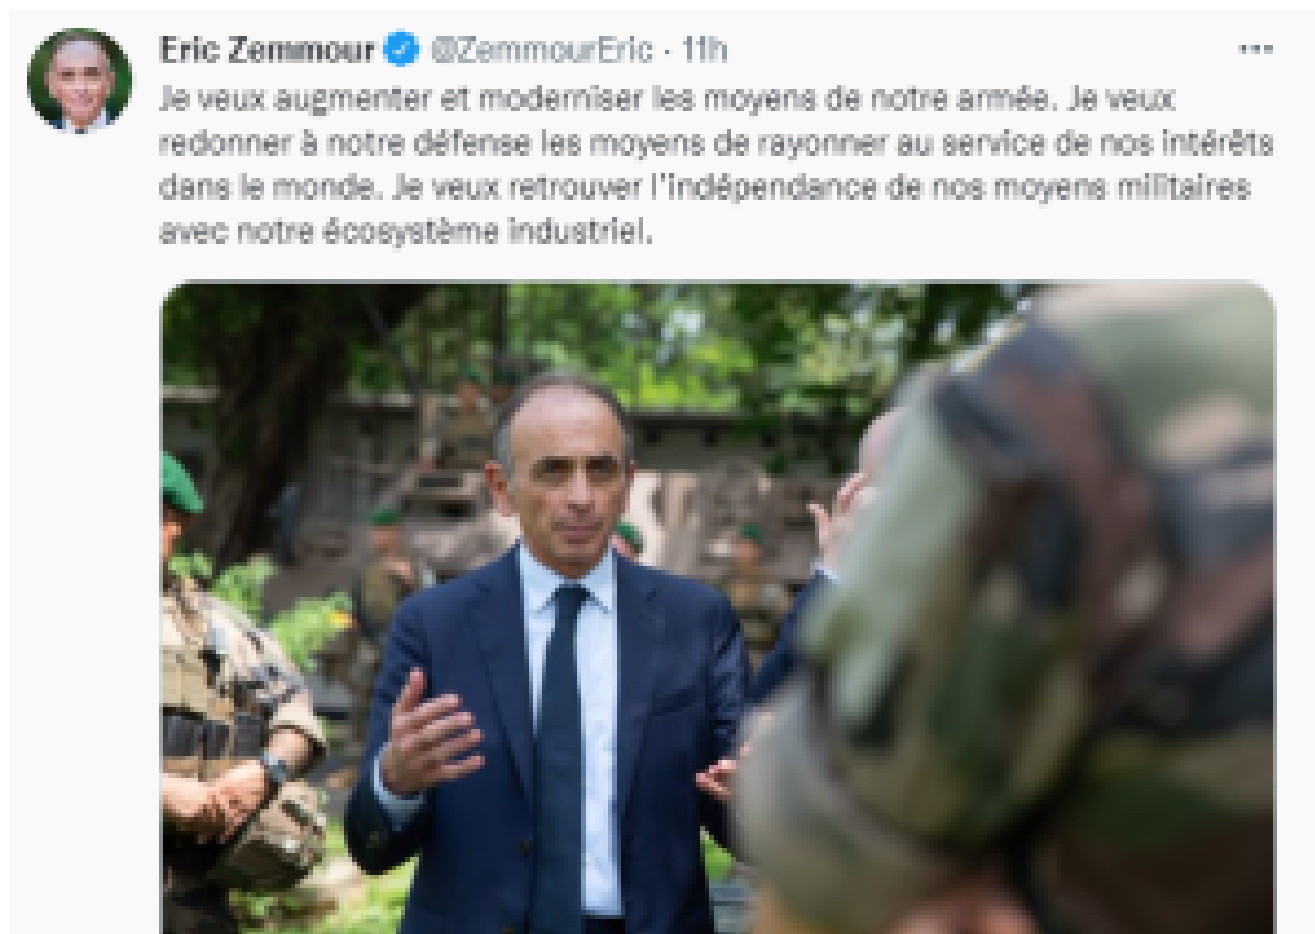 Eric Zemmour @ZemmourEric · 11h
Je veux augmenter et moderniser les moyens de notre armée. Je veux
redonner à notre défense les moyens de rayonner au service de nos intérêts
dans le monde. Je veux retrouver l'indépendance de nos moyens militaires
avec notre écosystème industriel.